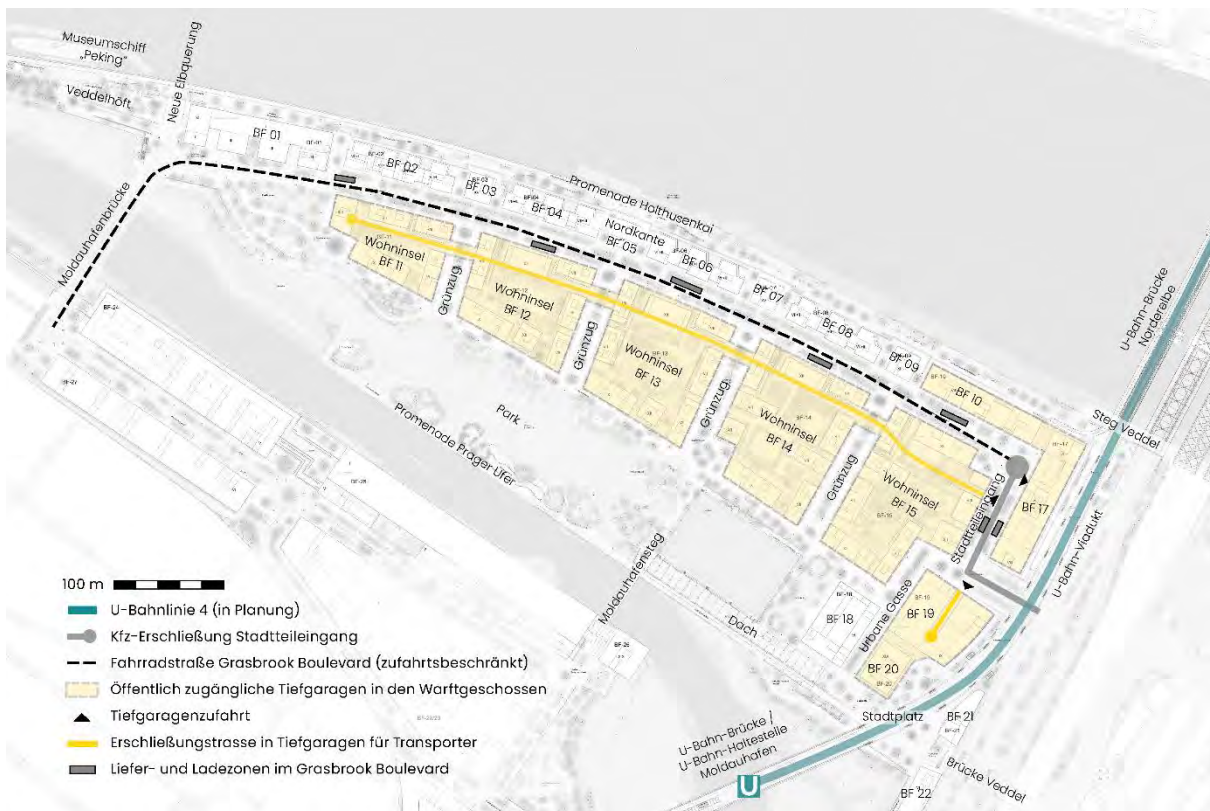 Museumschiff
„Peking"
Veddelhöft
Neue Elbquerung
Moldauhafenbrücke
BF 01
BF 02
BF 03
BF 04
Nordkante
BF 05
BF 06
BF 07
BF 08
BF 09
BF 10
Promenade Holthusenkai
U-Bahn-Brücke
Norderelbe
Steg Veddel
Wohninsel
BF 11
Grünzug
Wohninsel
BF 12
Grünzug
Wohninsel
BF 13
Grünzug
Wohninsel
BF 14
Grünzug
Wohninsel
BF 15
Stadtteileingang
BF 17
U-Bahn-Viadukt
Park
Promenade Prager Ufer
Moldauhafensteg
Dach
BF 18
Urbane Gasse
BF 19
BF 20
Stadtplatz
BF 21
BF 22
Brücke Veddel
U-Bahn-Brücke /
U-Bahn-Haltestelle
Moldauhafen
U
100 m
U-Bahnlinie 4 (in Planung)
Kfz-Erschließung Stadtteileingang
Fahrradstraße Grasbrook Boulevard (zufahrtsbeschränkt)
Öffentlich zugängliche Tiefgaragen in den Warftgeschossen
Tiefgaragenzufahrt
Erschließungstrasse in Tiefgaragen für Transporter
Liefer- und Ladezonen im Grasbrook Boulevard